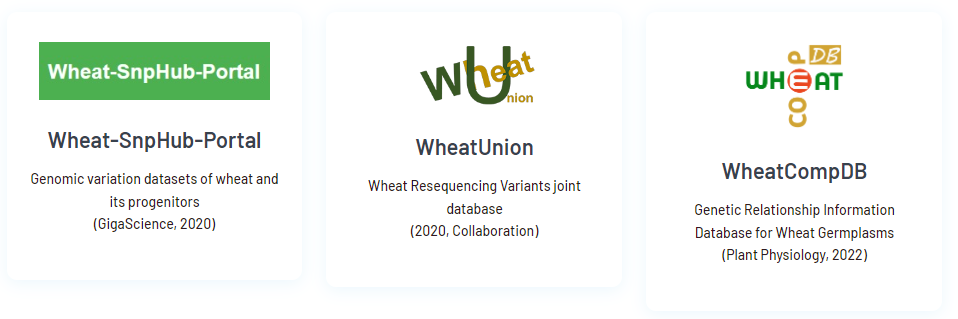 Wheat-SnpHub-Portal
Wheat-SnpHub-Portal
Genomic variation datasets of wheat and
its progenitors
(GigaScience, 2020)
Wheat
Union
WheatUnion
Wheat Resequencing Variants joint
database
(2020, Collaboration)
COMP DB
WHEAT
WheatCompDB
Genetic Relationship Information
Database for Wheat Germplasms
(Plant Physiology, 2022)